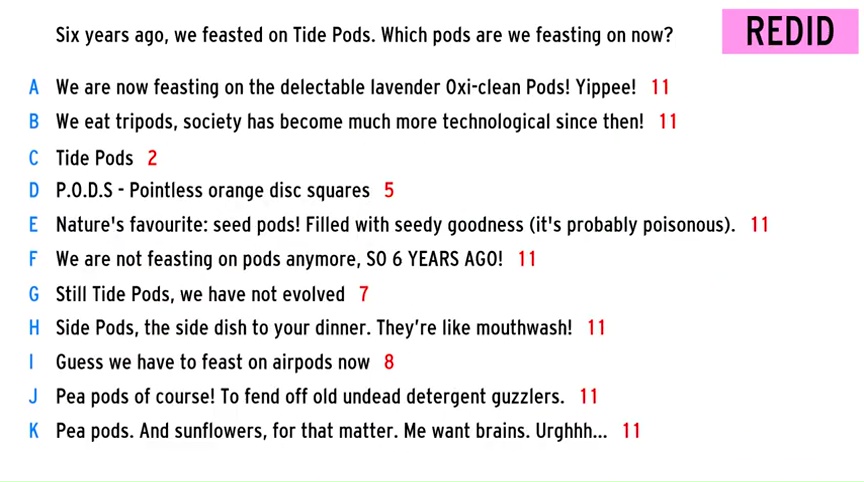 Six years ago, we feasted on Tide Pods. Which pods are we feasting on now?
REDID
A We are now feasting on the delectable lavender Oxi-clean Pods! Yippee! 11
B We eat tripods, society has become much more technological since then! 11
C Tide Pods 2
D P.O.D.S - Pointless orange disc squares 5
E Nature's favourite: seed pods! Filled with seedy goodness (it's probably poisonous). 11
F We are not feasting on pods anymore, SO 6 YEARS AGO! 11
G Still Tide Pods, we have not evolved 7
H Side Pods, the side dish to your dinner. They’re like mouthwash! 11
I Guess we have to feast on airpods now 8
J Pea pods of course! To fend off old undead detergent guzzlers. 11
K Pea pods. And sunflowers, for that matter. Me want brains. Urghhh... 11